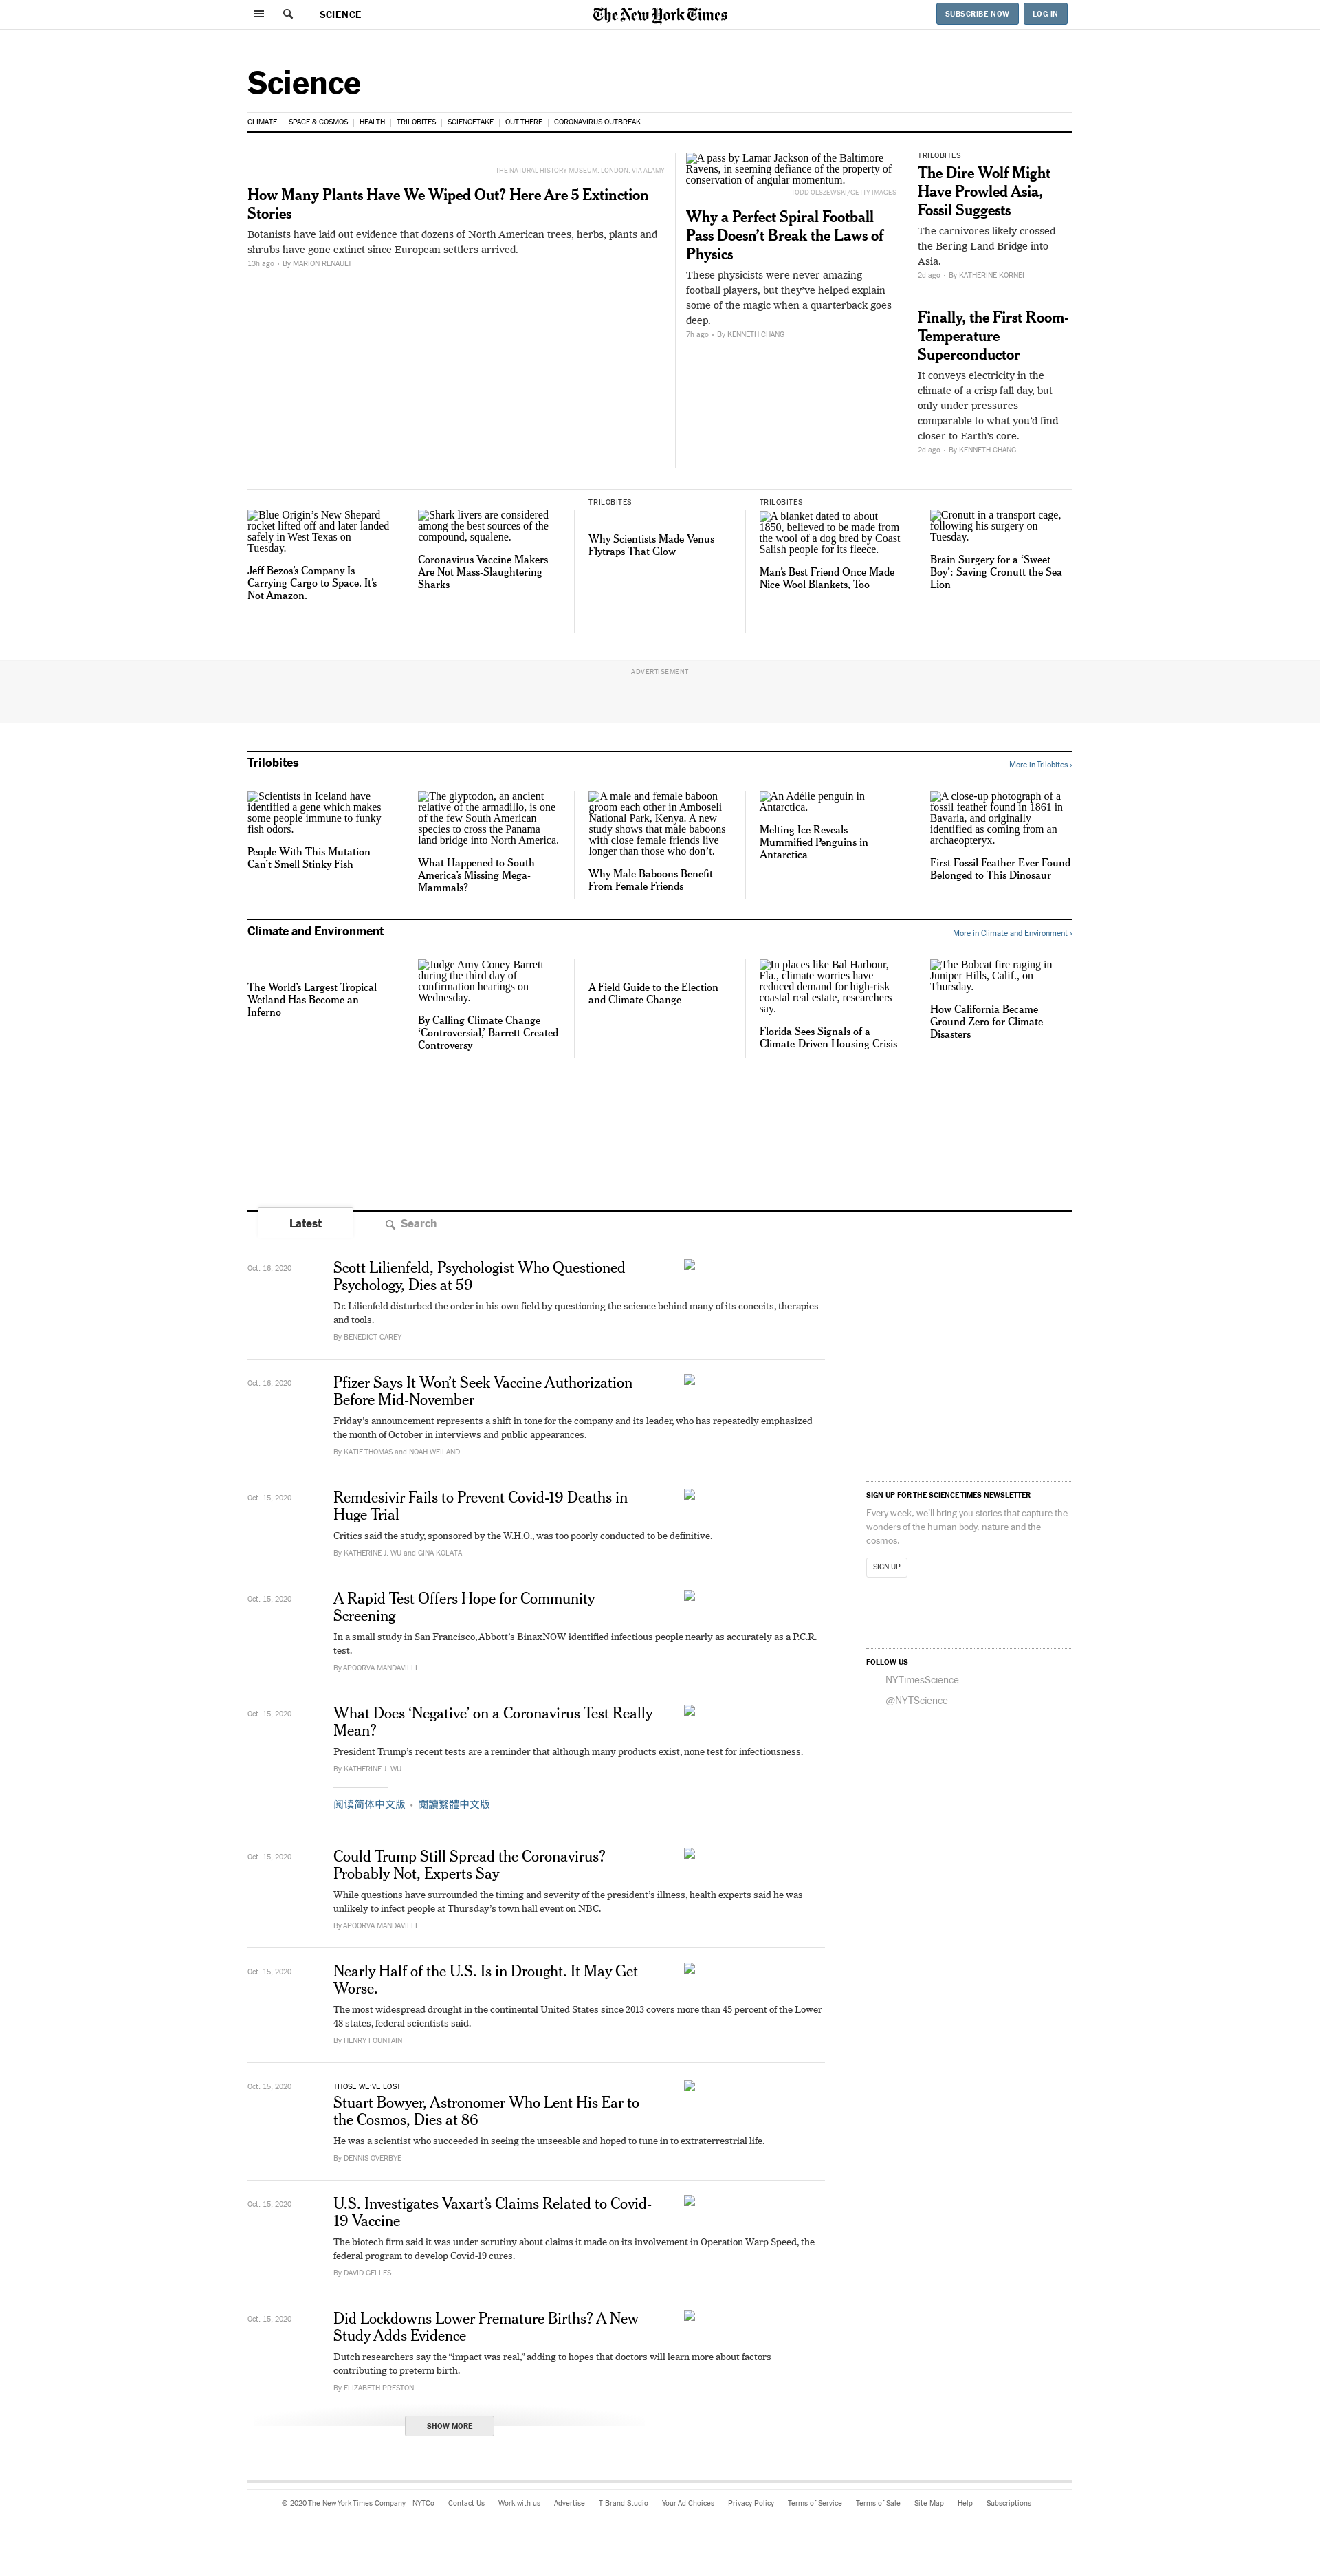 SCIENCE
The New York Times
SUBSCRIBE NOW
LOG IN
Science
CLIMATE | SPACE & COSMOS | HEALTH | TRILOBITES | SCIENCETAKE | OUT THERE | CORONAVIRUS OUTBREAK
THE NATURAL HISTORY MUSEUM, LONDON, VIA ALAMY
How Many Plants Have We Wiped Out? Here Are 5 Extinction
Stories
Botanists have laid out evidence that dozens of North American trees, herbs, plants and
shrubs have gone extinct since European settlers arrived.
13h ago • By MARION RENAULT
A pass by Lamar Jackson of the Baltimore
Ravens, in seeming defiance of the property of
conservation of angular momentum.
TODD OLSZEWSKI/GETTY IMAGES
Why a Perfect Spiral Football
Pass Doesn’t Break the Laws of
Physics
These physicists were never amazing
football players, but they’ve helped explain
some of the magic when a quarterback goes
deep.
7h ago • By KENNETH CHANG
TRILOBITES
The Dire Wolf Might
Have Prowled Asia,
Fossil Suggests
The carnivores likely crossed
the Bering Land Bridge into
Asia.
2d ago • By KATHERINE KORNEI
Finally, the First Room-
Temperature
Superconductor
It conveys electricity in the
climate of a crisp fall day, but
only under pressures
comparable to what you’d find
closer to Earth’s core.
2d ago • By KENNETH CHANG
Blue Origin’s New Shepard
rocket lifted off and later landed
safely in West Texas on
Tuesday.
Jeff Bezos’s Company Is
Carrying Cargo to Space. It’s
Not Amazon.
Shark livers are considered
among the best sources of the
compound, squalene.
Coronavirus Vaccine Makers
Are Not Mass-Slaughtering
Sharks
TRILOBITES
Why Scientists Made Venus
Flytraps That Glow
TRILOBITES
A blanket dated to about
1850, believed to be made from
the wool of a dog bred by Coast
Salish people for its fleece.
Man’s Best Friend Once Made
Nice Wool Blankets, Too
Cronutt in a transport cage,
following his surgery on
Tuesday.
Brain Surgery for a ‘Sweet
Boy’: Saving Cronutt the Sea
Lion
ADVERTISEMENT
Trilobites
More in Trilobites ›
Scientists in Iceland have
identified a gene which makes
some people immune to funky
fish odors.
People With This Mutation
Can’t Smell Stinky Fish
The glyptodon, an ancient
relative of the armadillo, is one
of the few South American
species to cross the Panama
land bridge into North America.
What Happened to South
America’s Missing Mega-
Mammals?
A male and female baboon
groom each other in Amboseli
National Park, Kenya. A new
study shows that male baboons
with close female friends live
longer than those who don’t.
Why Male Baboons Benefit
From Female Friends
An Adélie penguin in
Antarctica.
Melting Ice Reveals
Mummified Penguins in
Antarctica
A close-up photograph of a
fossil feather found in 1861 in
Bavaria, and originally
identified as coming from an
archaeopteryx.
First Fossil Feather Ever Found
Belonged to This Dinosaur
Climate and Environment
More in Climate and Environment ›
The World’s Largest Tropical
Wetland Has Become an
Inferno
Judge Amy Coney Barrett
during the third day of
confirmation hearings on
Wednesday.
By Calling Climate Change
‘Controversial,’ Barrett Created
Controversy
A Field Guide to the Election
and Climate Change
In places like Bal Harbour,
Fla., climate worries have
reduced demand for high-risk
coastal real estate, researchers
say.
Florida Sees Signals of a
Climate-Driven Housing Crisis
The Bobcat fire raging in
Juniper Hills, Calif., on
Thursday.
How California Became
Ground Zero for Climate
Disasters
Latest
Search
Oct. 16, 2020
Scott Lilienfeld, Psychologist Who Questioned
Psychology, Dies at 59
Dr. Lilienfeld disturbed the order in his own field by questioning the science behind many of its conceits, therapies
and tools.
By BENEDICT CAREY
Oct. 16, 2020
Pfizer Says It Won’t Seek Vaccine Authorization
Before Mid-November
Friday’s announcement represents a shift in tone for the company and its leader, who has repeatedly emphasized
the month of October in interviews and public appearances.
By KATIE THOMAS and NOAH WEILAND
Oct. 15, 2020
Remdesivir Fails to Prevent Covid-19 Deaths in
Huge Trial
Critics said the study, sponsored by the W.H.O., was too poorly conducted to be definitive.
By KATHERINE J. WU and GINA KOLATA
Oct. 15, 2020
A Rapid Test Offers Hope for Community
Screening
In a small study in San Francisco, Abbott’s BinaxNOW identified infectious people nearly as accurately as a P.C.R.
test.
By APOORVA MANDAVILLI
Oct. 15, 2020
What Does ‘Negative’ on a Coronavirus Test Really
Mean?
President Trump’s recent tests are a reminder that although many products exist, none test for infectiousness.
By KATHERINE J. WU
阅读简体中文版 • 閱讀繁體中文版
Oct. 15, 2020
Could Trump Still Spread the Coronavirus?
Probably Not, Experts Say
While questions have surrounded the timing and severity of the president’s illness, health experts said he was
unlikely to infect people at Thursday’s town hall event on NBC.
By APOORVA MANDAVILLI
Oct. 15, 2020
Nearly Half of the U.S. Is in Drought. It May Get
Worse.
The most widespread drought in the continental United States since 2013 covers more than 45 percent of the Lower
48 states, federal scientists said.
By HENRY FOUNTAIN
Oct. 15, 2020
THOSE WE’VE LOST
Stuart Bowyer, Astronomer Who Lent His Ear to
the Cosmos, Dies at 86
He was a scientist who succeeded in seeing the unseeable and hoped to tune in to extraterrestrial life.
By DENNIS OVERBYE
Oct. 15, 2020
U.S. Investigates Vaxart’s Claims Related to Covid-
19 Vaccine
The biotech firm said it was under scrutiny about claims it made on its involvement in Operation Warp Speed, the
federal program to develop Covid-19 cures.
By DAVID GELLES
Oct. 15, 2020
Did Lockdowns Lower Premature Births? A New
Study Adds Evidence
Dutch researchers say the “impact was real,” adding to hopes that doctors will learn more about factors
contributing to preterm birth.
By ELIZABETH PRESTON
SHOW MORE
SIGN UP FOR THE SCIENCE TIMES NEWSLETTER
Every week, we’ll bring you stories that capture the
wonders of the human body, nature and the
cosmos.
SIGN UP
FOLLOW US
NYTimesScience
@NYTScience
© 2020 The New York Times Company NYTCo Contact Us Work with us Advertise T Brand Studio Your Ad Choices Privacy Policy Terms of Service Terms of Sale Site Map Help Subscriptions